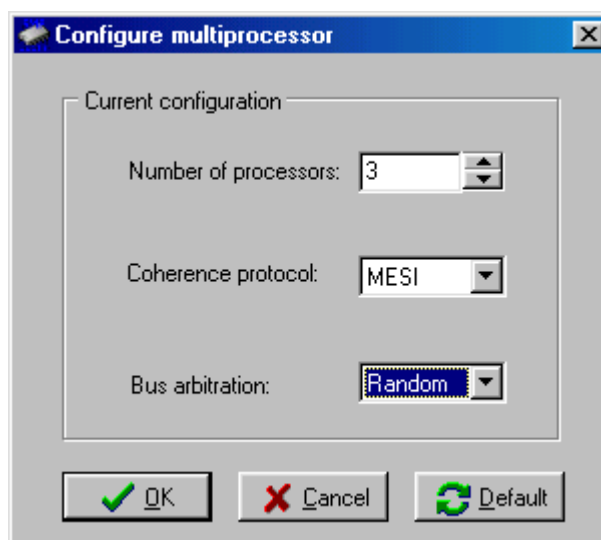 Configure multiprocessor
Current configuration
Number of processors: 3
Coherence protocol: MESI
Bus arbitration: Random
OK Cancel Default